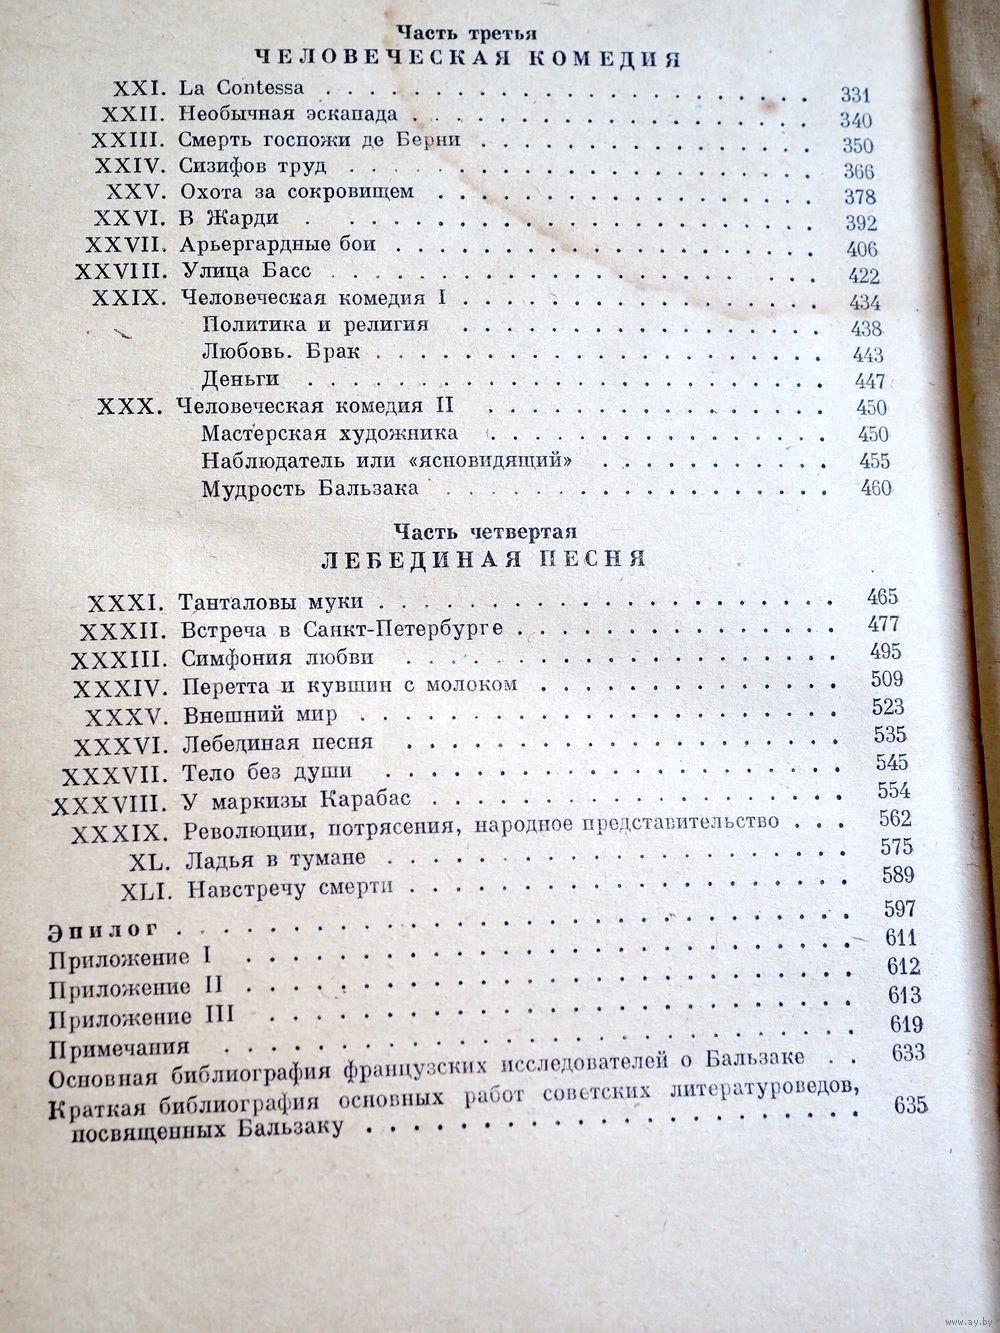 Часть третья
ЧЕЛОВЕЧЕСКАЯ КОМЕДИЯ
XXI. La Contessa . . . . . . . . . . . . . . . . . . . . . 331
XXII. Необычная эскапада . . . . . . . . . . . . . . . . . 340
XXIII. Смерть госпожи де Берни . . . . . . . . . . . . . . 350
XXIV. Сизифов труд . . . . . . . . . . . . . . . . . . . . 366
XXV. Охота за сокровищем . . . . . . . . . . . . . . . . 378
XXVI. В Жарди . . . . . . . . . . . . . . . . . . . . . . 392
XXVII. Арьергардные бои . . . . . . . . . . . . . . . . . . 406
XXVIII. Улица Басс . . . . . . . . . . . . . . . . . . . . . 422
XXIX. Человеческая комедия I . . . . . . . . . . . . . . . 434
Политика и религия . . . . . . . . . . . . . . . 438
Любовь. Брак . . . . . . . . . . . . . . . . . . . 443
Деньги . . . . . . . . . . . . . . . . . . . . . . 447
XXX. Человеческая комедия II . . . . . . . . . . . . . . . 450
Мастерская художника . . . . . . . . . . . . . . . 450
Наблюдатель или «ясновидящий» . . . . . . . . . . 455
Мудрость Бальзака . . . . . . . . . . . . . . . . . 460
Часть четвертая
ЛЕБЕДИНАЯ ПЕСНЯ
XXXI. Танталовы муки . . . . . . . . . . . . . . . . . . . . 465
XXXII. Встреча в Санкт-Петербурге . . . . . . . . . . . . . . 477
XXXIII. Симфония любви . . . . . . . . . . . . . . . . . . . 495
XXXIV. Перетта и кувшин с молоком . . . . . . . . . . . . . 509
XXXV. Внешний мир . . . . . . . . . . . . . . . . . . . . . 523
XXXVI. Лебединая песня . . . . . . . . . . . . . . . . . . . 535
XXXVII. Тело без души . . . . . . . . . . . . . . . . . . . . 545
XXXVIII. У маркизы Карабас . . . . . . . . . . . . . . . . . . 554
XXXIX. Революции, потрясения, народное представительство . . . 562
XL. Ладья в тумане . . . . . . . . . . . . . . . . . . . . 575
XLI. Навстречу смерти . . . . . . . . . . . . . . . . . . . 589
Эпилог . . . . . . . . . . . . . . . . . . . . . . . . . . . . 597
Приложение I . . . . . . . . . . . . . . . . . . . . . . . . . 611
Приложение II . . . . . . . . . . . . . . . . . . . . . . . . . 612
Приложение III . . . . . . . . . . . . . . . . . . . . . . . . 613
Примечания . . . . . . . . . . . . . . . . . . . . . . . . . . 619
Основная библиография французских исследователей о Бальзаке . . 633
Краткая библиография основных работ советских литературоведов,
посвященных Бальзаку . . . . . . . . . . . . . . . . . . . . . 635
www.ay.by